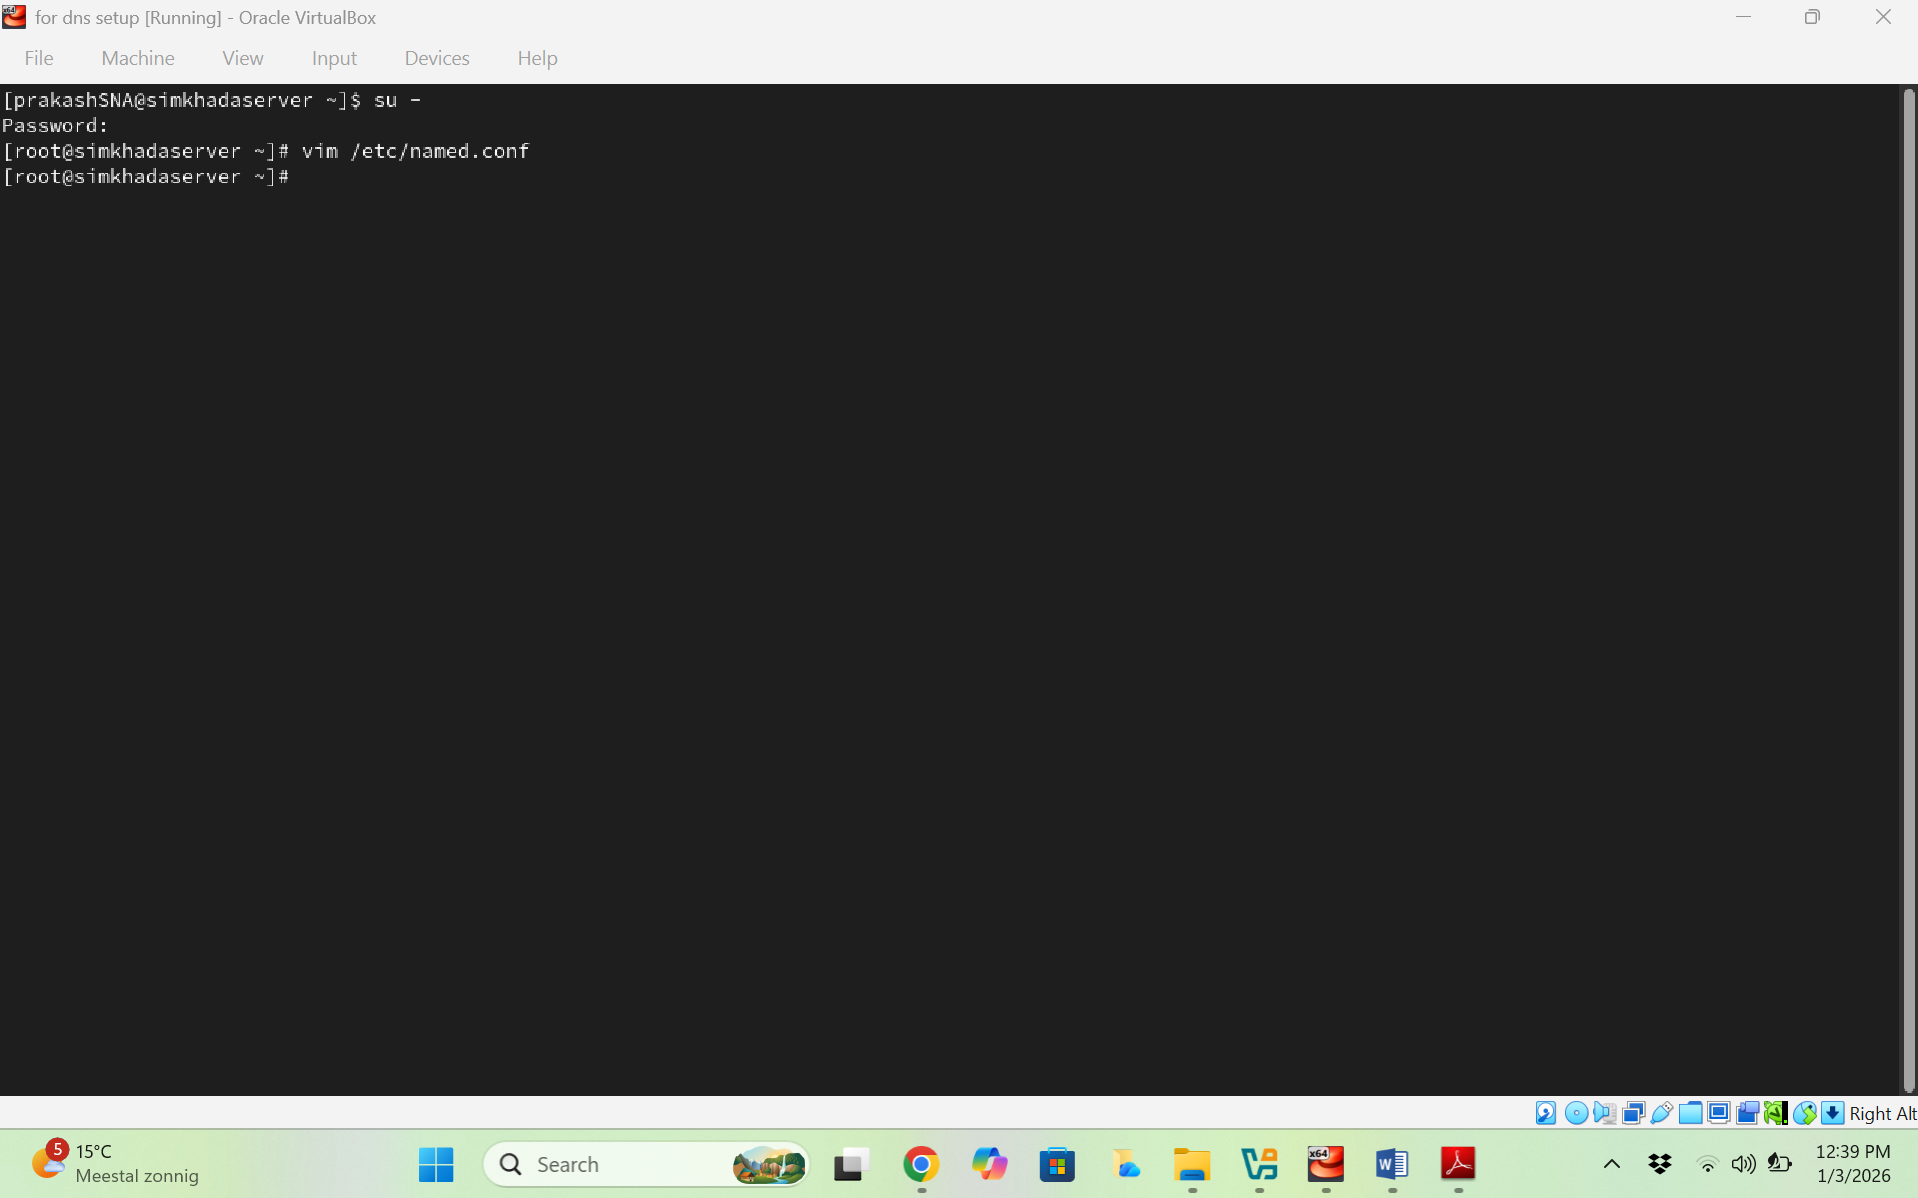 for dns setup [Running] - Oracle VirtualBox
File Machine View Input Devices Help
[prakashSNA@simkhadaserver ~]$ su -
Password:
[root@simkhadaserver ~]# vim /etc/named.conf
[root@simkhadaserver ~]#
Right Alt
5
15°C
Meestal zonnig
Search
x64
12:39 PM
1/3/2026